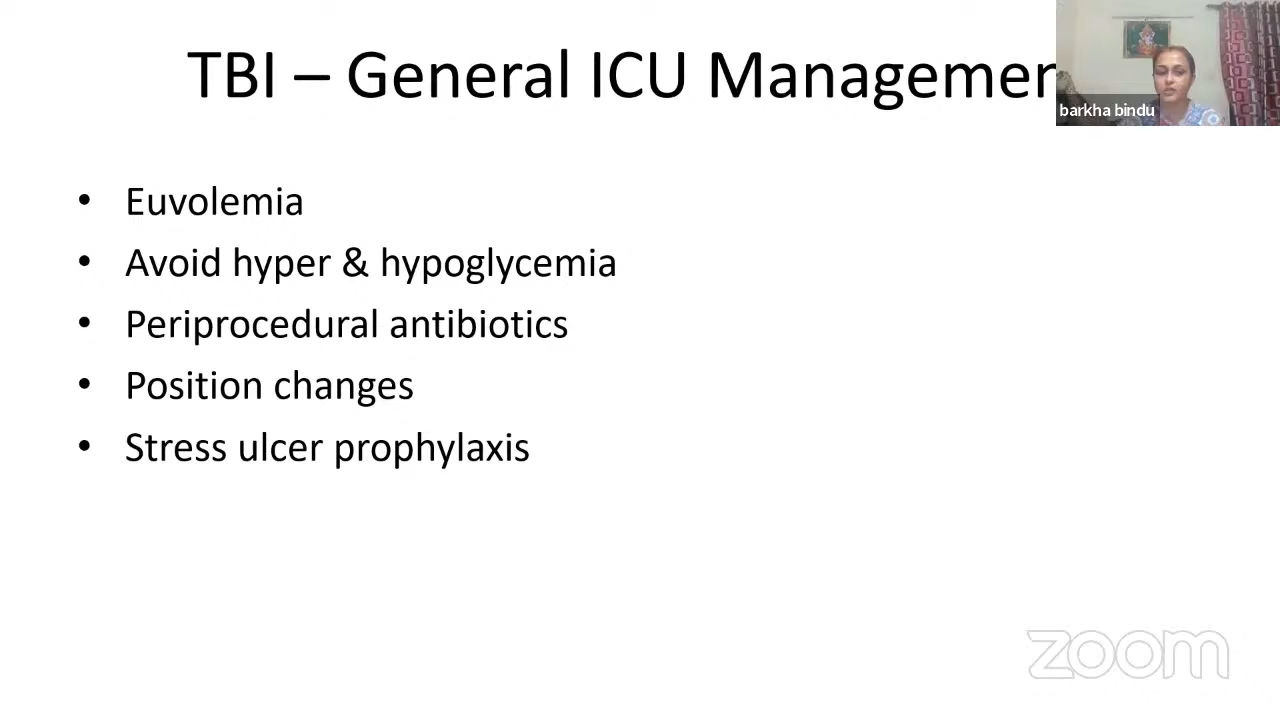 TBI – General ICU Managemen
barkha bindu
• Euvolemia
• Avoid hyper & hypoglycemia
• Periprocedural antibiotics
• Position changes
• Stress ulcer prophylaxis
zoom